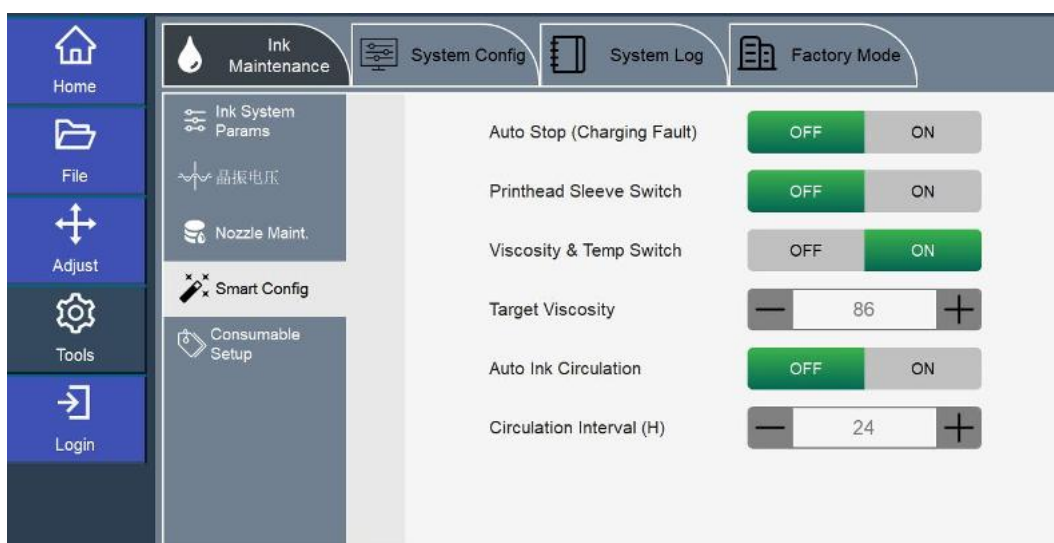 Home
File
Adjust
Tools
Login
Ink
Maintenance
System Config
System Log
Factory Mode
Ink System
Params
晶振电压
Nozzle Maint.
Smart Config
Consumable
Setup
Auto Stop (Charging Fault) OFF ON
Printhead Sleeve Switch OFF ON
Viscosity & Temp Switch OFF ON
Target Viscosity 86
Auto Ink Circulation OFF ON
Circulation Interval (H) 24